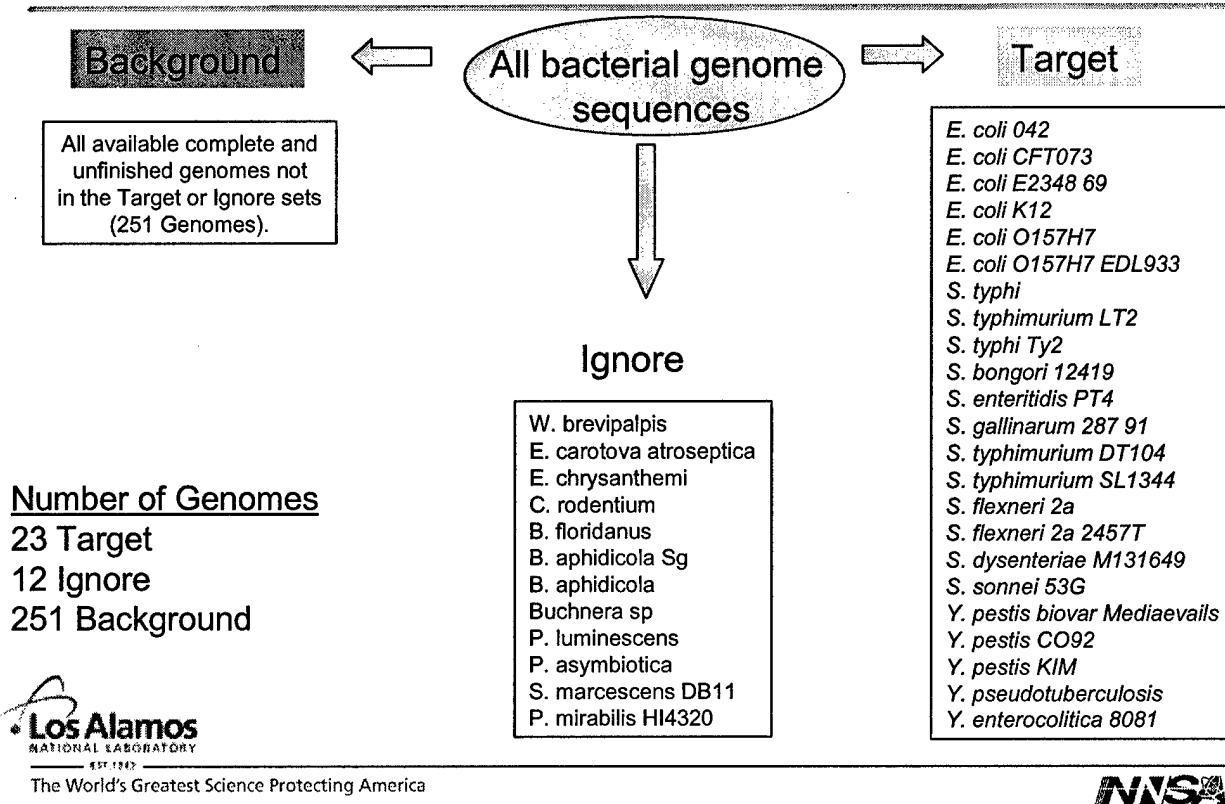 Background
All bacterial genome
sequences
Target
All available complete and
unfinished genomes not
in the Target or Ignore sets
(251 Genomes).
Ignore
W. brevipalpis
E. carotova atroseptica
E. chrysanthemi
C. rodentium
B. floridanus
B. aphidicola Sg
B. aphidicola
Buchnera sp
P. luminescens
P. asymbiotica
S. marcescens DB11
P. mirabilis HI4320
E. coli 042
E. coli CFT073
E. coli E2348 69
E. coli K12
E. coli O157H7
E. coli O157H7 EDL933
S. typhi
S. typhimurium LT2
S. typhi Ty2
S. bongori 12419
S. enteritidis PT4
S. gallinarum 287 91
S. typhimurium DT104
S. typhimurium SL1344
S. flexneri 2a
S. flexneri 2a 2457T
S. dysenteriae M131649
S. sonnei 53G
Y. pestis biovar Mediaevails
Y. pestis CO92
Y. pestis KIM
Y. pseudotuberculosis
Y. enterocolitica 8081
Number of Genomes
23 Target
12 Ignore
251 Background
Los Alamos
NATIONAL LABORATORY
EST. 1943
The World's Greatest Science Protecting America
NNSA